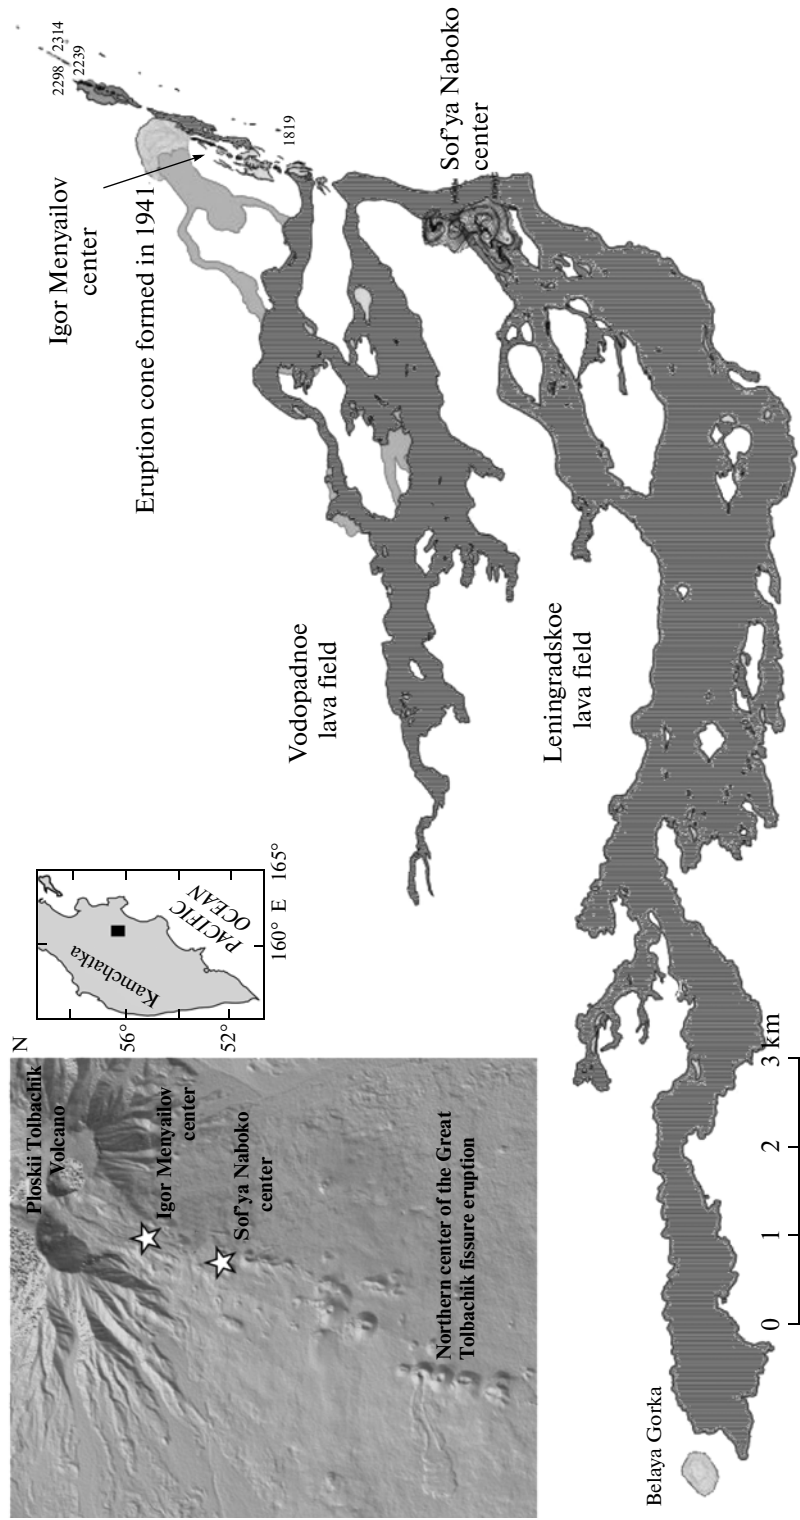 2298
2314
2239
Igor Menyailov
center
1819
Eruption cone formed in 1941
Sof'ya Naboko
center
Vodopadnoe
lava field
Leningradskoe
lava field
Kamchatka
PACIFIC
OCEAN
165°
160° E
56°
52°
N
Ploskii Tolbachik
Volcano
Igor Menyailov
center
Sof'ya Naboko
center
Northern center of the Great
Tolbachik fissure eruption
Belaya Gorka
0 1 2 3 km